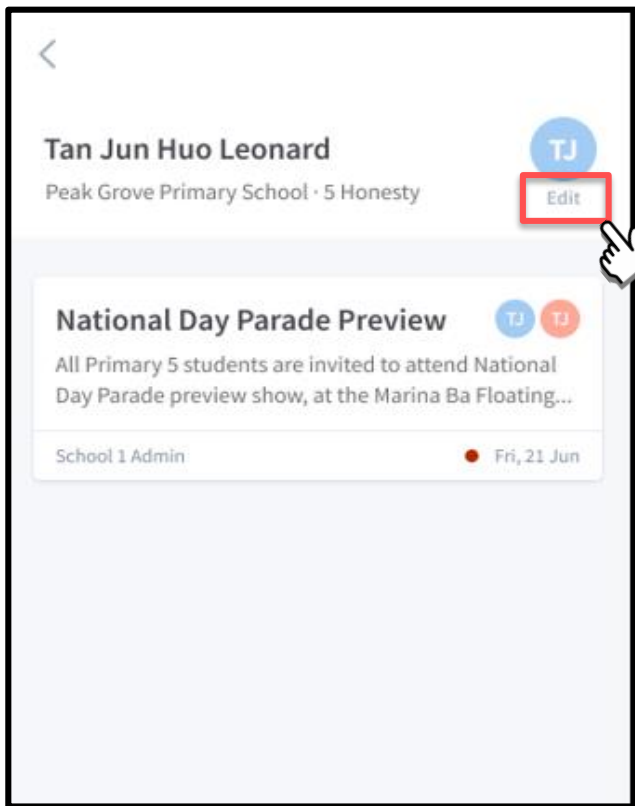 Tan Jun Huo Leonard
TJ
Peak Grove Primary School · 5 Honesty
Edit
National Day Parade Preview
TJ TJ
All Primary 5 students are invited to attend National
Day Parade preview show, at the Marina Ba Floating...
School 1 Admin
Fri, 21 Jun